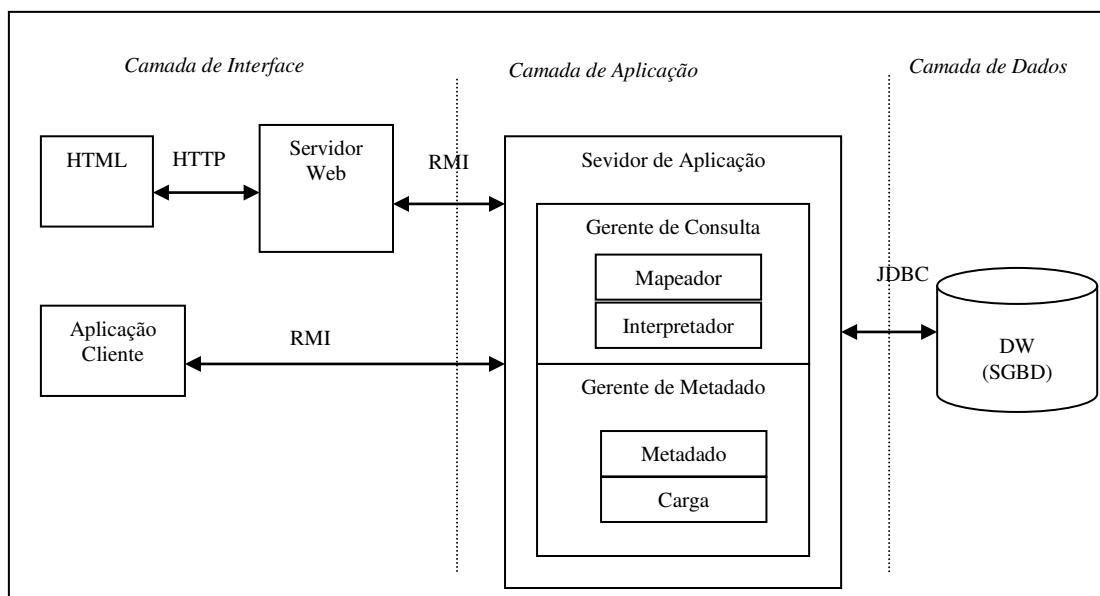 Camada de Interface
Camada de Aplicação
Camada de Dados
HTML
HTTP
Servidor
Web
RMI
Sevidor de Aplicação
Gerente de Consulta
Mapeador
Interpretador
JDBC
Aplicação
Cliente
RMI
DW
(SGBD)
Gerente de Metadado
Metadado
Carga